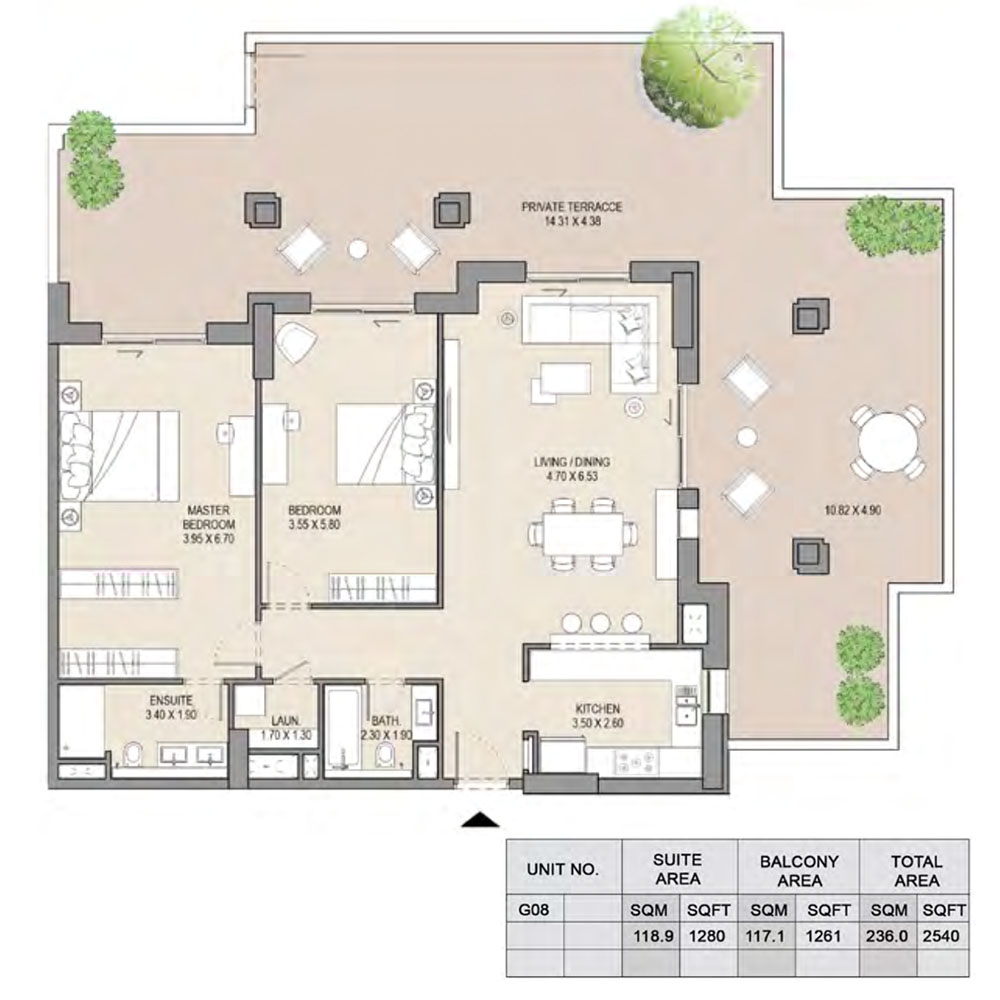 PRIVATE TERRACCE
14.31 X 4.38
LIVING / DINING
4.70 X 6.53
MASTER
BEDROOM
3.95 X 6.70
BEDROOM
3.55 X 5.80
10.82 X 4.90
ENSUITE
3.40 X 1.90
LAUN.
1.70 X 1.30
BATH.
2.30 X 1.90
KITCHEN
3.50 X 2.60
UNIT NO.
SUITE
AREA
BALCONY
AREA
TOTAL
AREA
G08 SQM SQFT SQM SQFT SQM SQFT
118.9 1280 117.1 1261 236.0 2540